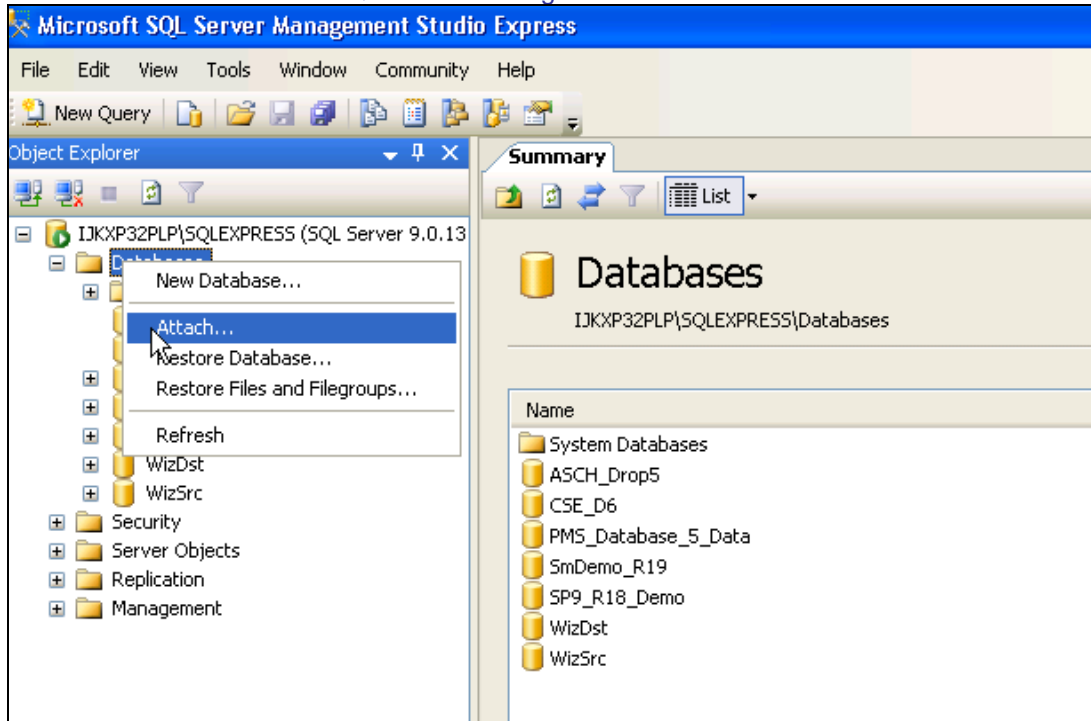 Microsoft SQL Server Management Studio Express
File Edit View Tools Window Community Help
New Query
Object Explorer
Summary
List
IJKXP32PLP\SQLEXPRESS (SQL Server 9.0.13
New Database...
Attach...
Restore Database...
Restore Files and Filegroups...
Refresh
WizDst
WizSrc
Security
Server Objects
Replication
Management
Databases
IJKXP32PLP\SQLEXPRESS\Databases
Name
System Databases
ASCH_Drop5
CSE_D6
PMS_Database_5_Data
SmDemo_R19
SP9_R18_Demo
WizDst
WizSrc